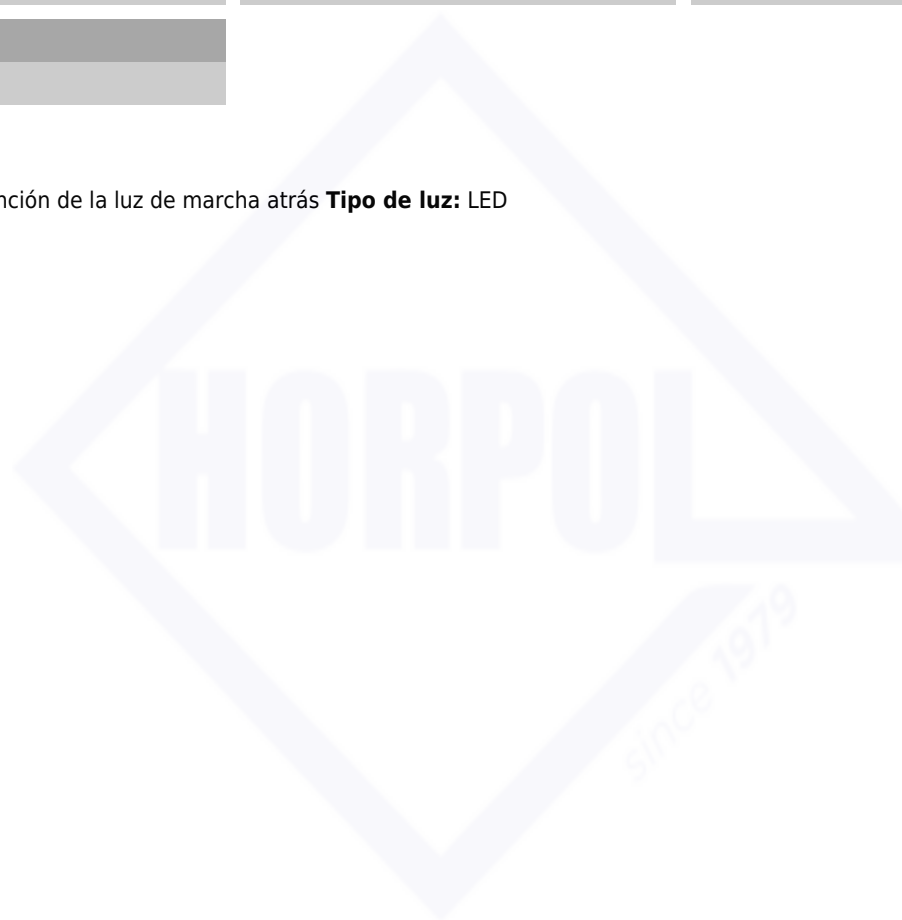 nción de la luz de marcha atrás Tipo de luz: LED
HORPOL
since 1979